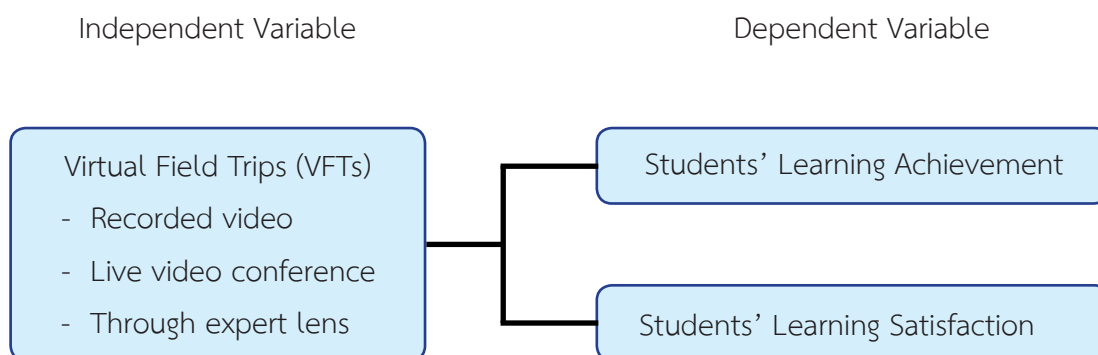 Independent Variable
Dependent Variable
Virtual Field Trips (VFTs)
- Recorded video
- Live video conference
- Through expert lens
Students’ Learning Achievement
Students’ Learning Satisfaction